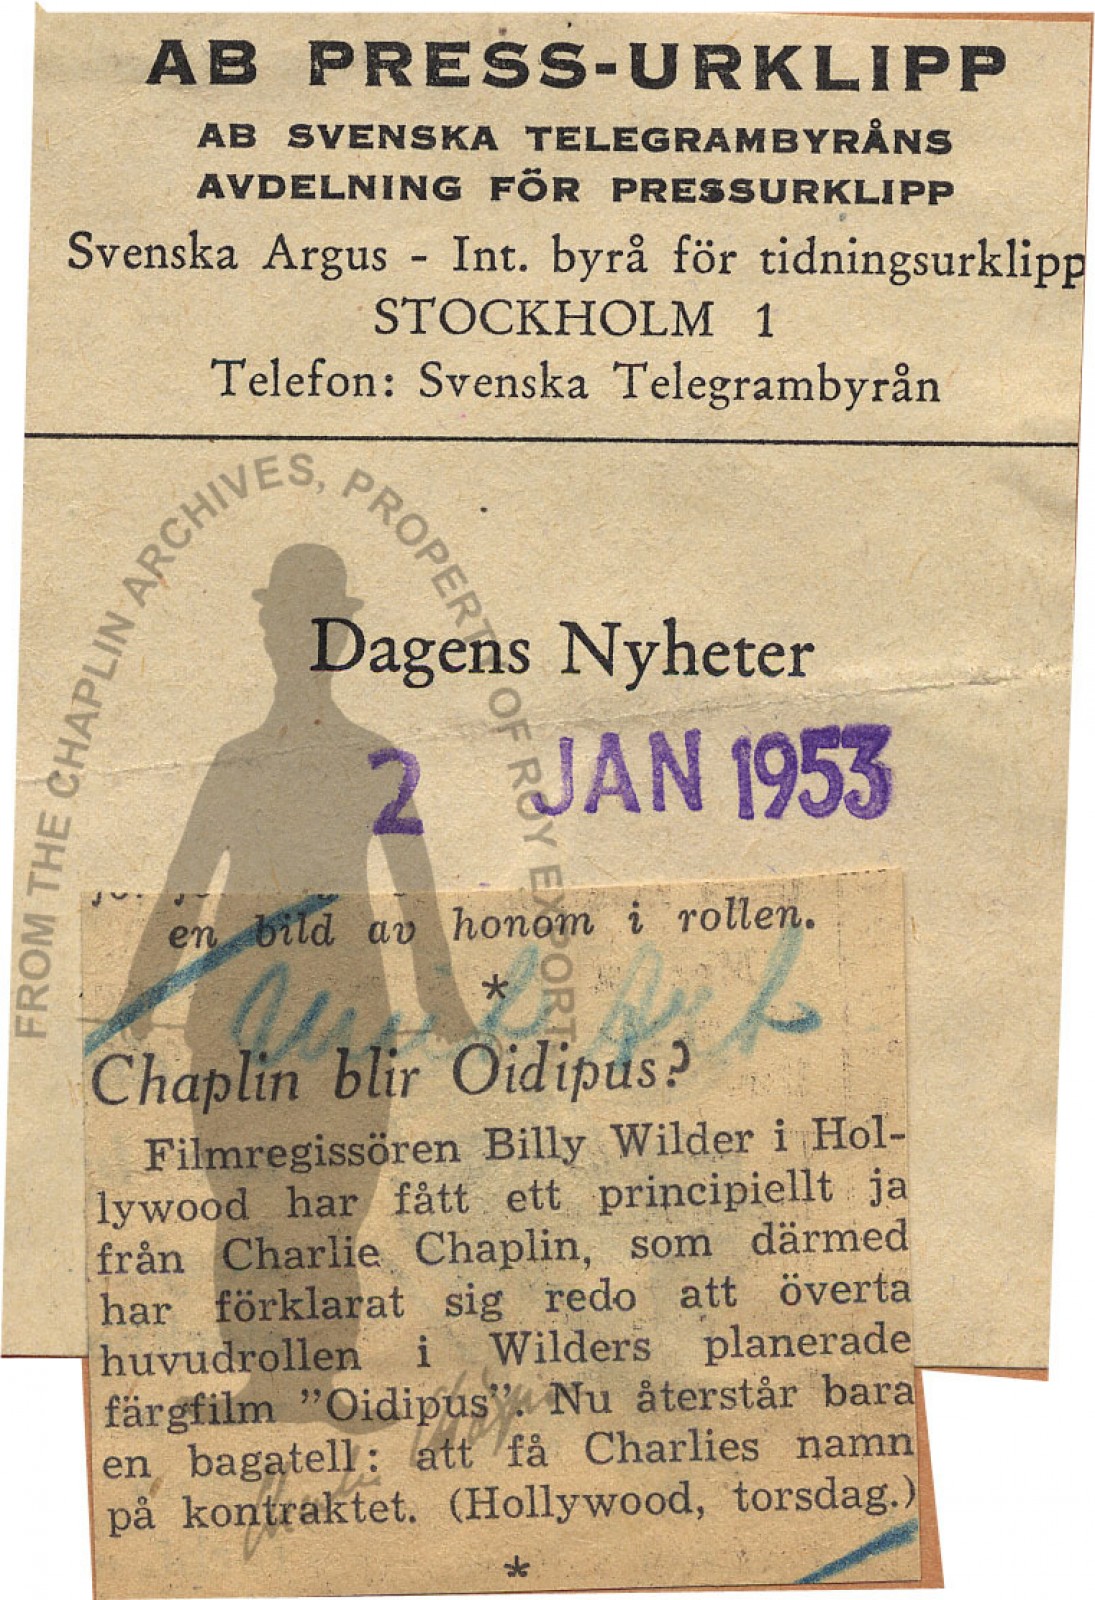 AB PRESS-URKLIPP
AB SVENSKA TELEGRAMBYRÅNS
AVDELNING FÖR PRESSURKLIPP
Svenska Argus - Int. byrå för tidningsurklipp
STOCKHOLM 1
Telefon: Svenska Telegrambyrån
FROM THE CHAPLIN ARCHIVES, PROPERTY OF ROY EXPORT
Dagens Nyheter
2 JAN 1953
en bild av honom i rollen.
*
Chaplin blir Oidipus?
Filmregissören Billy Wilder i Hol-
lywood har fått ett principiellt ja
från Charlie Chaplin, som därmed
har förklarat sig redo att överta
huvudrollen i Wilders planerade
färgfilm ”Oidipus”. Nu återstår bara
en bagatell: att få Charlies namn
på kontraktet. (Hollywood, torsdag.)
*